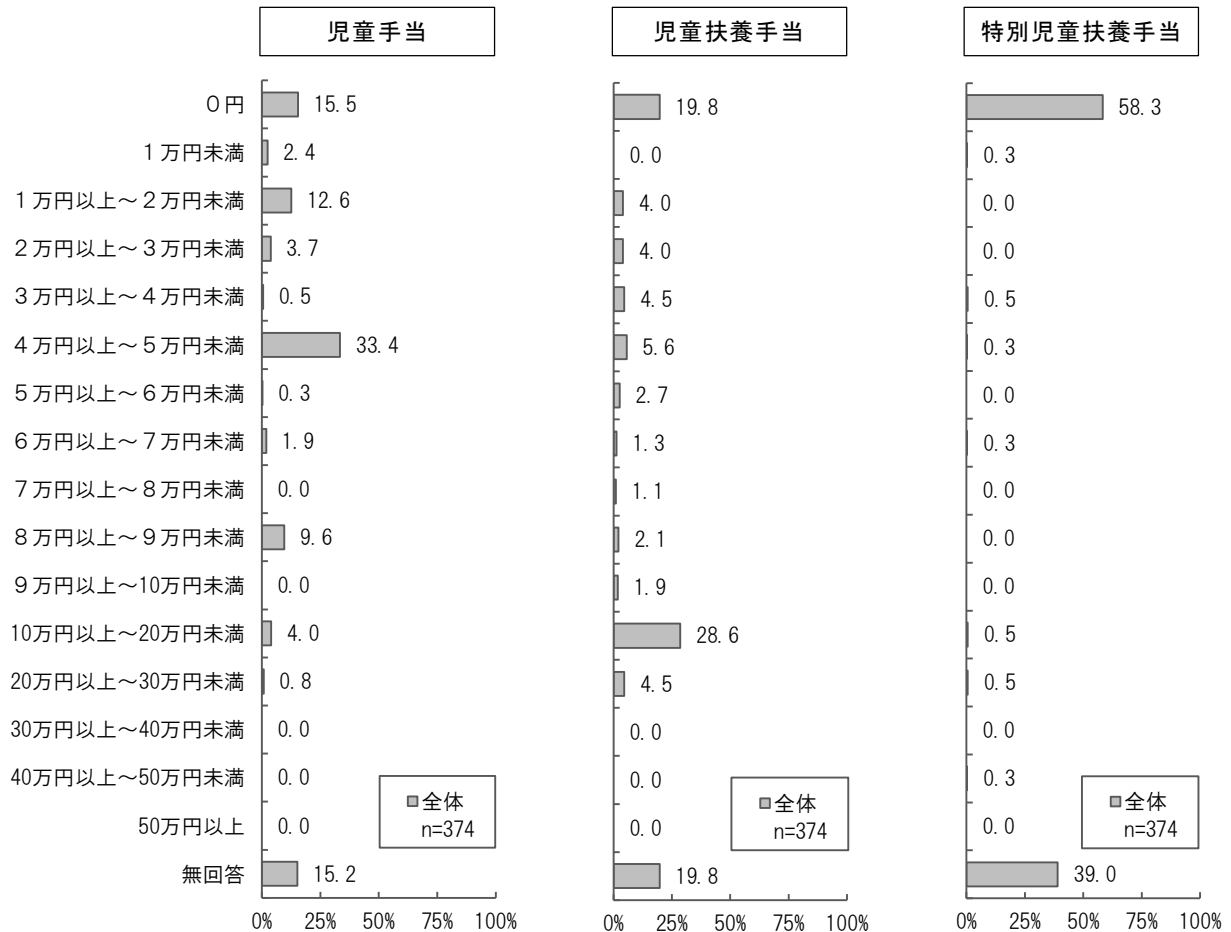 児童手当
児童扶養手当
特別児童扶養手当
０円 15.5 19.8 58.3
１万円未満 2.4 0.0 0.3
１万円以上～２万円未満 12.6 4.0 0.0
２万円以上～３万円未満 3.7 4.0 0.0
３万円以上～４万円未満 0.5 4.5 0.5
４万円以上～５万円未満 33.4 5.6 0.3
５万円以上～６万円未満 0.3 2.7 0.0
６万円以上～７万円未満 1.9 1.3 0.3
７万円以上～８万円未満 0.0 1.1 0.0
８万円以上～９万円未満 9.6 2.1 0.0
９万円以上～10万円未満 0.0 1.9 0.0
10万円以上～20万円未満 4.0 28.6 0.5
20万円以上～30万円未満 0.8 4.5 0.5
30万円以上～40万円未満 0.0 0.0 0.0
40万円以上～50万円未満 0.0 0.0 0.3
50万円以上 0.0 0.0 0.0
無回答 15.2 19.8 39.0
全体
n=374
全体
n=374
全体
n=374
0% 25% 50% 75% 100%
0% 25% 50% 75% 100%
0% 25% 50% 75% 100%